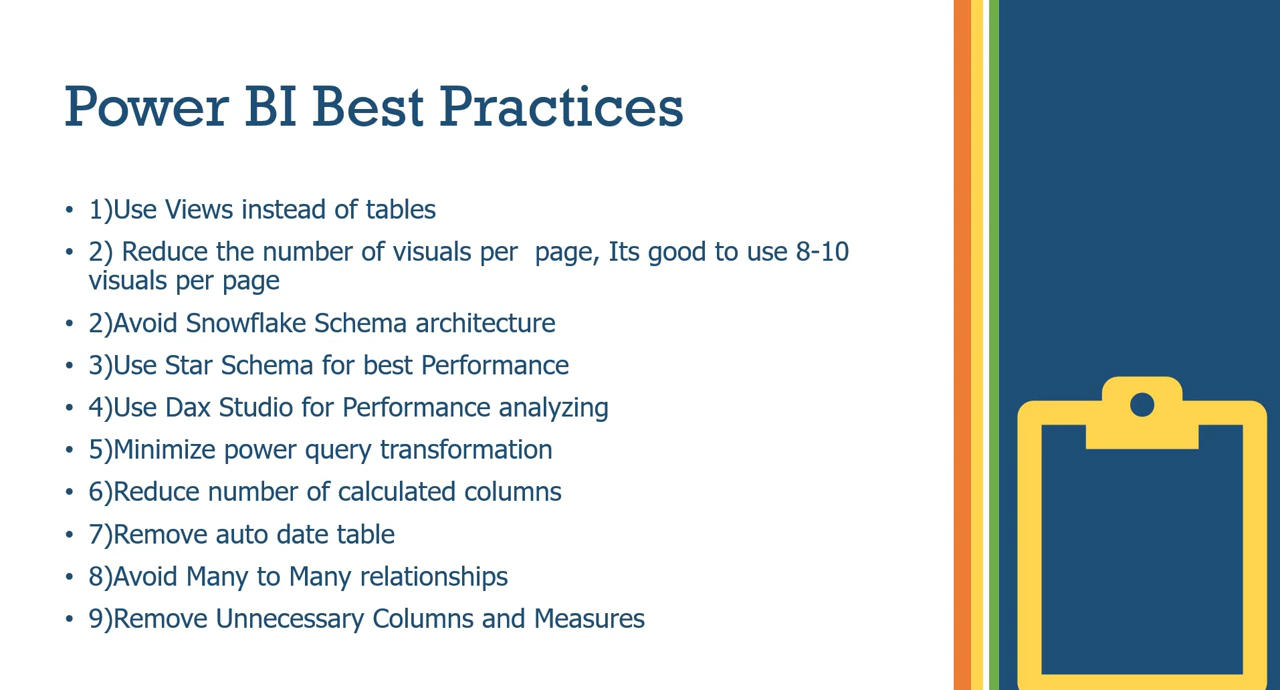 Power BI Best Practices
• 1)Use Views instead of tables
• 2) Reduce the number of visuals per  page, Its good to use 8-10
visuals per page
• 2)Avoid Snowflake Schema architecture
• 3)Use Star Schema for best Performance
• 4)Use Dax Studio for Performance analyzing
• 5)Minimize power query transformation
• 6)Reduce number of calculated columns
• 7)Remove auto date table
• 8)Avoid Many to Many relationships
• 9)Remove Unnecessary Columns and Measures